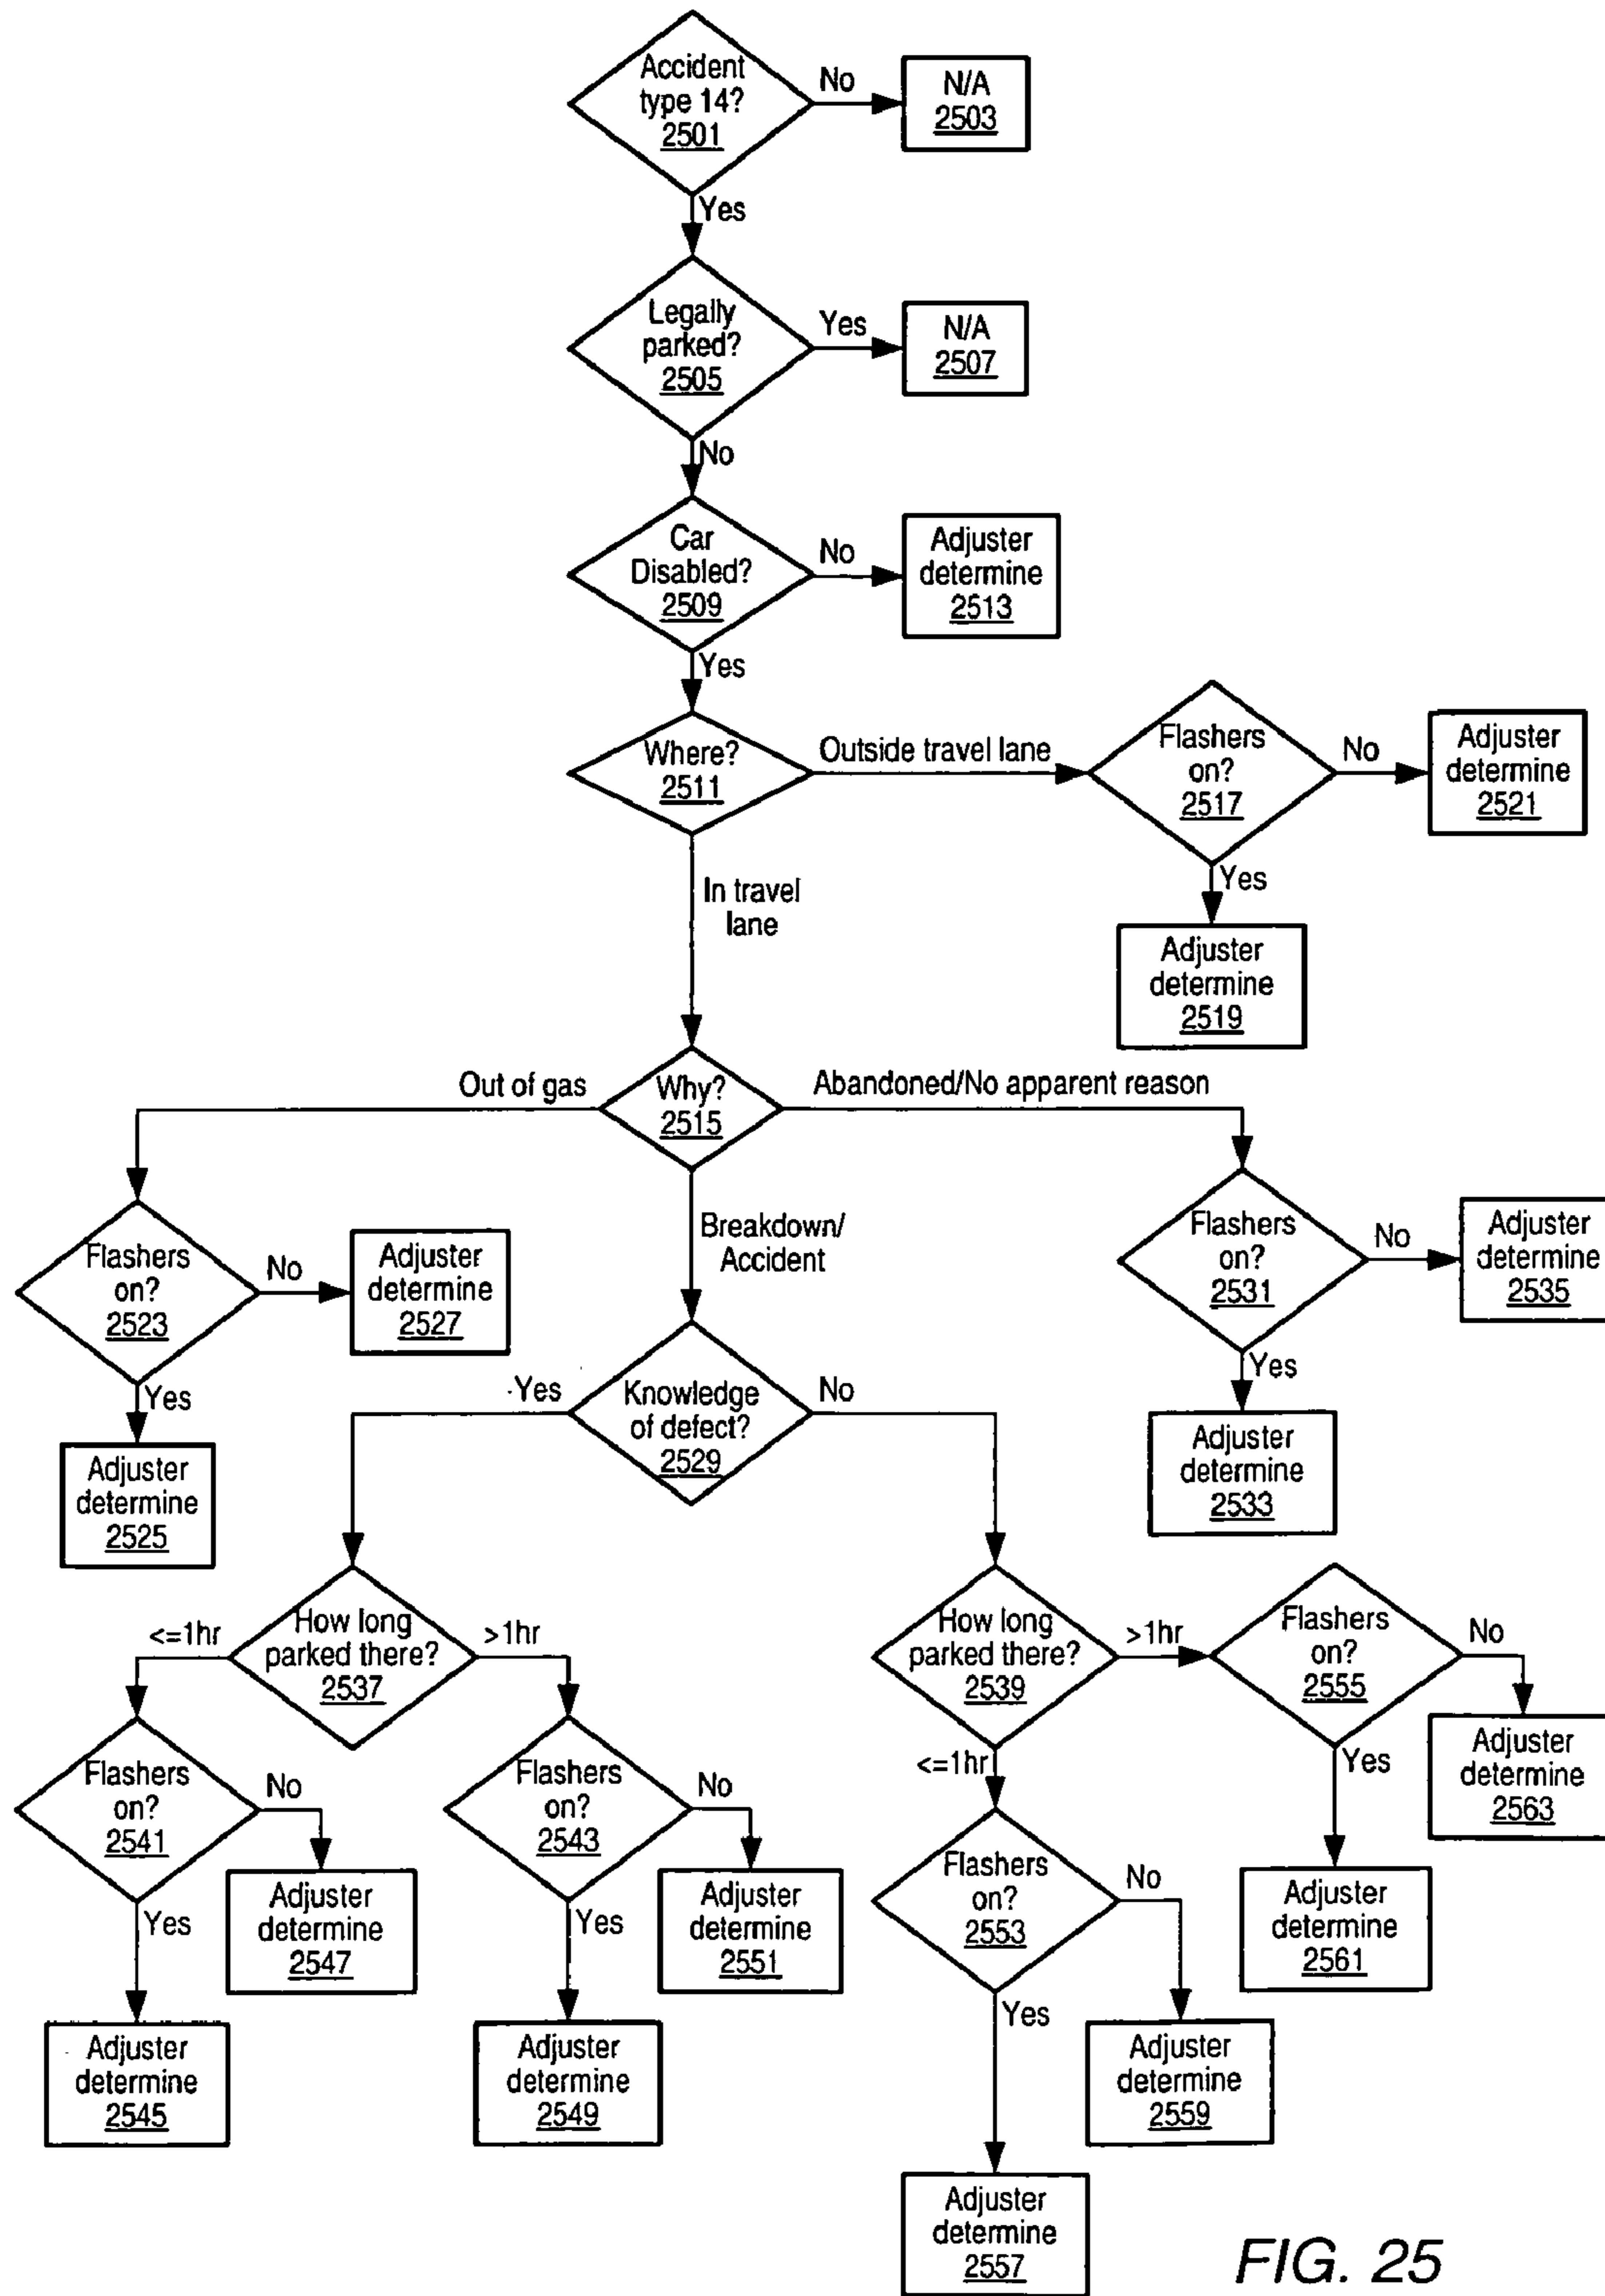 Accident
type 14?
2501
No
N/A
2503
Yes
Legally
parked?
2505
Yes
N/A
2507
No
Car
Disabled?
2509
No
Adjuster
determine
2513
Yes
Where?
2511
Outside travel lane
Flashers
on?
2517
No
Adjuster
determine
2521
Yes
Adjuster
determine
2519
In travel
lane
Why?
2515
Out of gas
Abandoned/No apparent reason
Flashers
on?
2523
No
Adjuster
determine
2527
Yes
Adjuster
determine
2525
Breakdown/
Accident
Flashers
on?
2531
No
Adjuster
determine
2535
Yes
Adjuster
determine
2533
Knowledge
of defect?
2529
Yes
No
How long
parked there?
2537
<=1hr
>1hr
Flashers
on?
2541
No
Adjuster
determine
2547
Yes
Adjuster
determine
2545
Flashers
on?
2543
No
Adjuster
determine
2551
Yes
Adjuster
determine
2549
How long
parked there?
2539
>1hr
Flashers
on?
2555
No
Adjuster
determine
2563
Yes
Adjuster
determine
2561
<=1hr
Flashers
on?
2553
No
Adjuster
determine
2559
Yes
Adjuster
determine
2557
FIG. 25